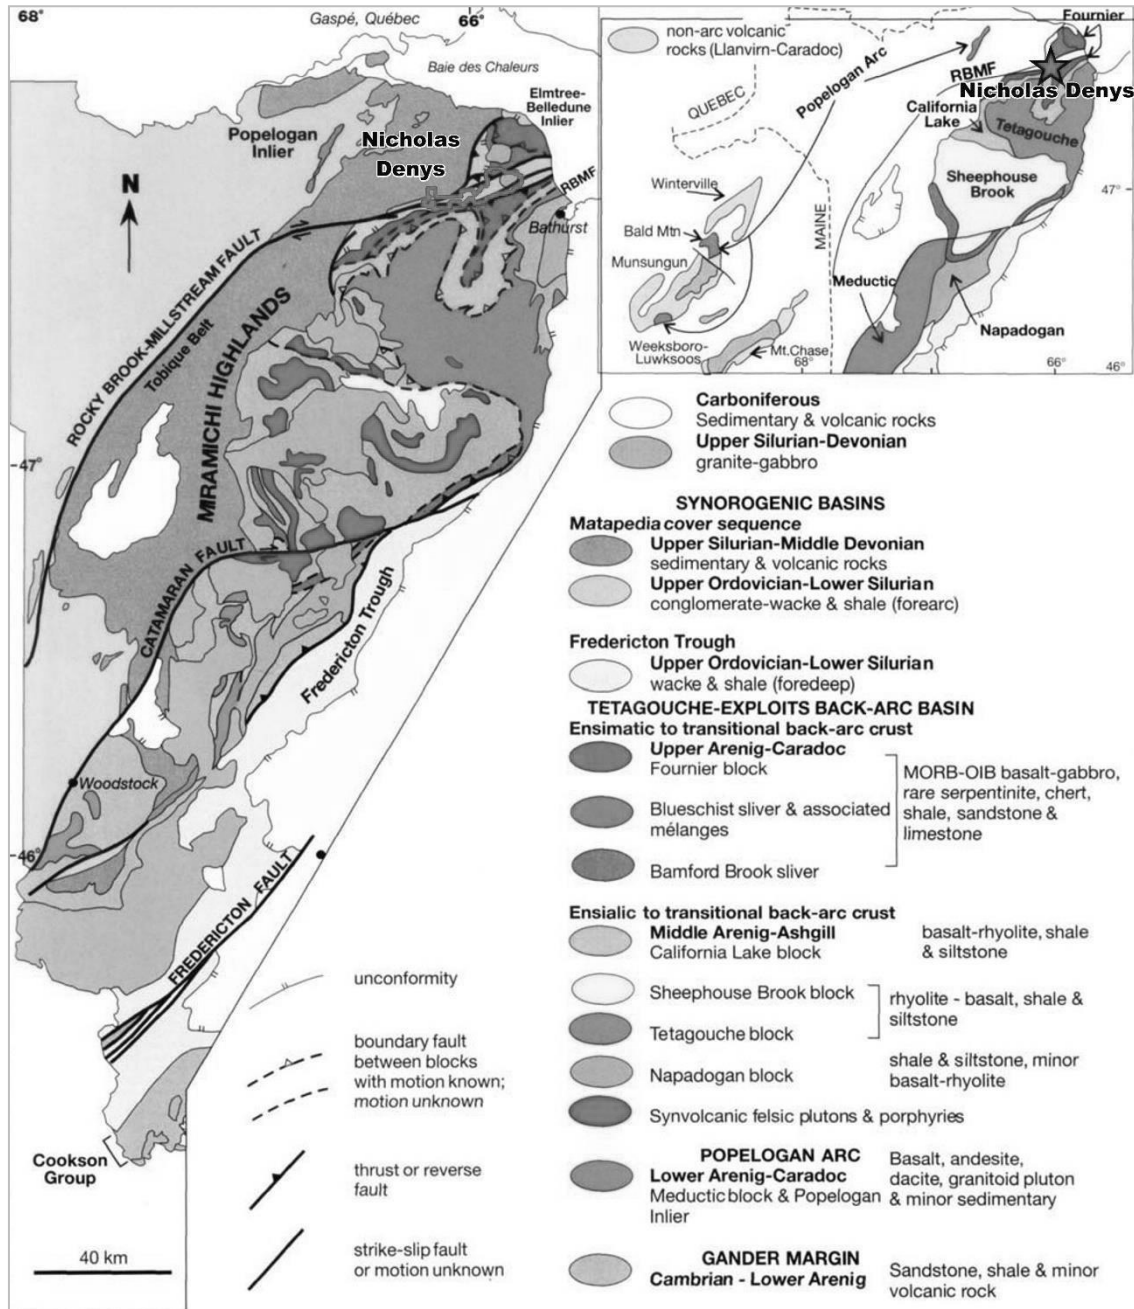 68°
66°
Gaspé, Québec
Baie des Chaleurs
Elmtree-
Belledune
Inlier
Popelogan
Inlier
Nicholas
Denys
N
RBMF
Bathurst
ROCKY BROOK-MILLSTREAM FAULT
Tobique Belt
MIRAMICHI HIGHLANDS
47°
CATAMARAN FAULT
Fredericton Trough
Woodstock
46°
FREDERICTON FAULT
Cookson
Group
40 km
unconformity
boundary fault
between blocks
with motion known;
motion unknown
thrust or reverse
fault
strike-slip fault
or motion unknown
non-arc volcanic
rocks (Llanvirn-Caradoc)
Fournier
Popelogan Arc
RBMF
Nicholas Denys
QUEBEC
California
Lake
Tetagouche
Sheephouse
Brook
47°
Winterville
Bald Mtn
Munsungun
MAINE
Meductic
Napadogan
Weeksboro-
Luwksoos
Mt.Chase
68°
66°
46°
Carboniferous
Sedimentary & volcanic rocks
Upper Silurian-Devonian
granite-gabbro
SYNOROGENIC BASINS
Matapedia cover sequence
Upper Silurian-Middle Devonian
sedimentary & volcanic rocks
Upper Ordovician-Lower Silurian
conglomerate-wacke & shale (forearc)
Fredericton Trough
Upper Ordovician-Lower Silurian
wacke & shale (foredeep)
TETAGOUCHE-EXPLOITS BACK-ARC BASIN
Ensimatic to transitional back-arc crust
Upper Arenig-Caradoc
Fournier block
Blueschist sliver & associated
mélanges
Bamford Brook sliver
MORB-OIB basalt-gabbro,
rare serpentinite, chert,
shale, sandstone &
limestone
Ensialic to transitional back-arc crust
Middle Arenig-Ashgill
California Lake block
basalt-rhyolite, shale
& siltstone
Sheephouse Brook block
Tetagouche block
rhyolite - basalt, shale &
siltstone
Napadogan block
shale & siltstone, minor
basalt-rhyolite
Synvolcanic felsic plutons & porphyries
POPELOGAN ARC
Lower Arenig-Caradoc
Meductic block & Popelogan
Inlier
Basalt, andesite,
dacite, granitoid pluton
& minor sedimentary
GANDER MARGIN
Cambrian - Lower Arenig
Sandstone, shale & minor
volcanic rock